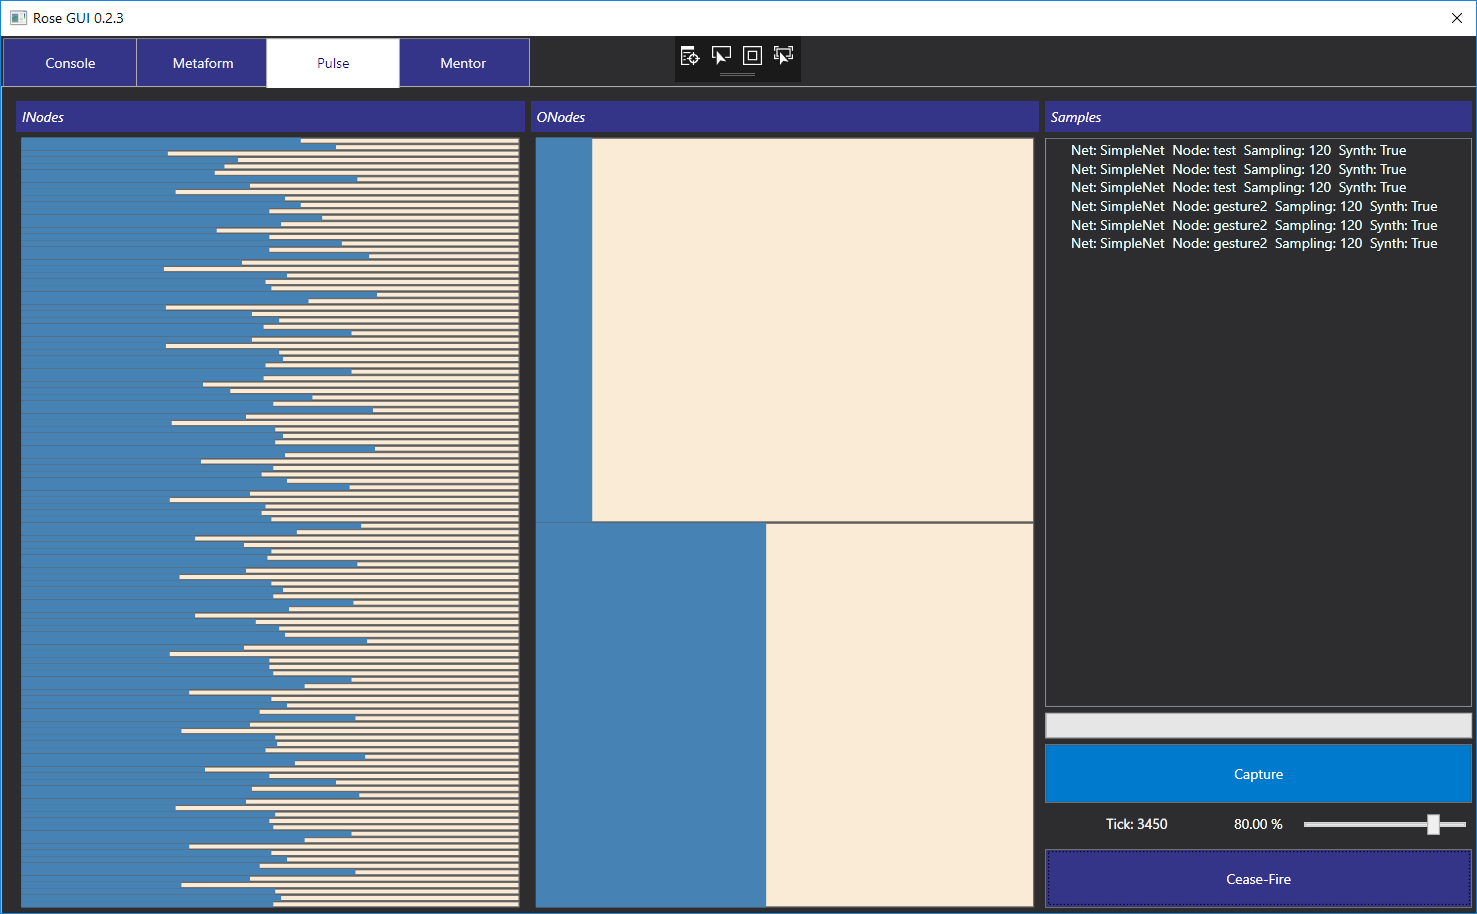 Rose GUI 0.2.3
Console
Metaform
Pulse
Mentor
INodes
ONodes
Samples
Net: SimpleNet  Node: test  Sampling: 120  Synth: True
Net: SimpleNet  Node: test  Sampling: 120  Synth: True
Net: SimpleNet  Node: test  Sampling: 120  Synth: True
Net: SimpleNet  Node: gesture2  Sampling: 120  Synth: True
Net: SimpleNet  Node: gesture2  Sampling: 120  Synth: True
Net: SimpleNet  Node: gesture2  Sampling: 120  Synth: True
Capture
Tick: 3450
80.00 %
Cease-Fire